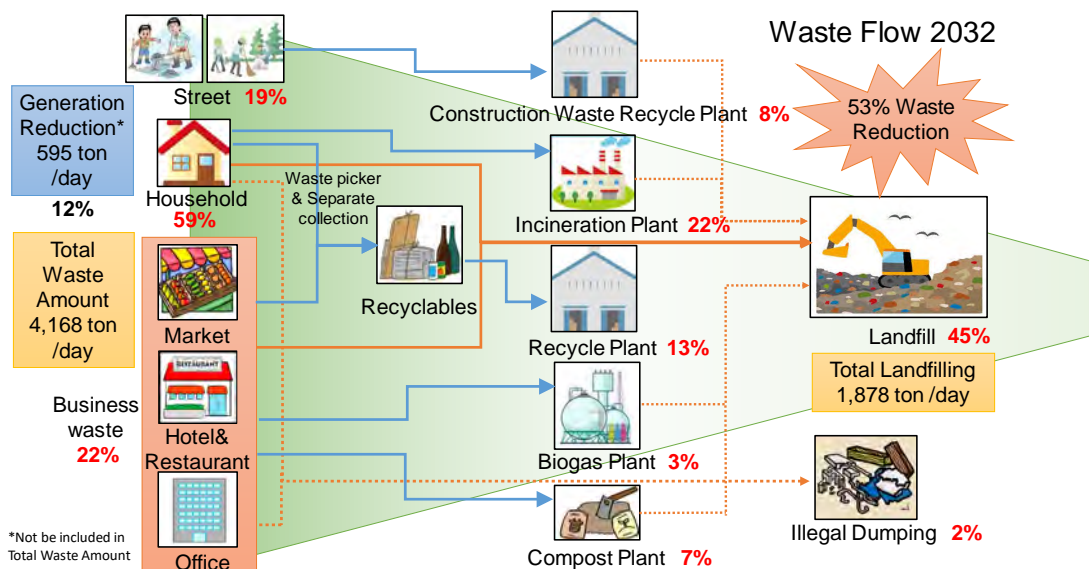 Waste Flow 2032
Street 19%
Generation
Reduction*
595 ton
/day
12%
Household
59%
Total
Waste
Amount
4,168 ton
/day
Waste picker
& Separate
collection
Recyclables
Market
RESTAURANT
Hotel&
Restaurant
Business
waste
22%
Office
*Not be included in
Total Waste Amount
Construction Waste Recycle Plant 8%
Incineration Plant 22%
Recycle Plant 13%
Biogas Plant 3%
Compost Plant 7%
53% Waste
Reduction
Landfill 45%
Total Landfilling
1,878 ton /day
Illegal Dumping 2%